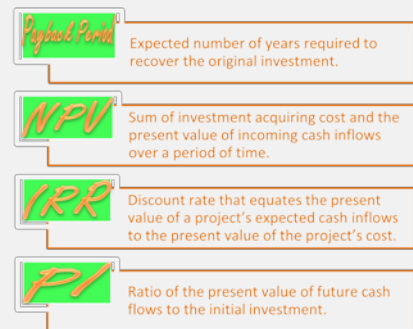 Payback Period
Expected number of years required to
recover the original investment.
NPV
Sum of investment acquiring cost and the
present value of incoming cash inflows
over a period of time.
IRR
Discount rate that equates the present
value of a project's expected cash inflows
to the present value of the project's cost.
PI
Ratio of the present value of future cash
flows to the initial investment.